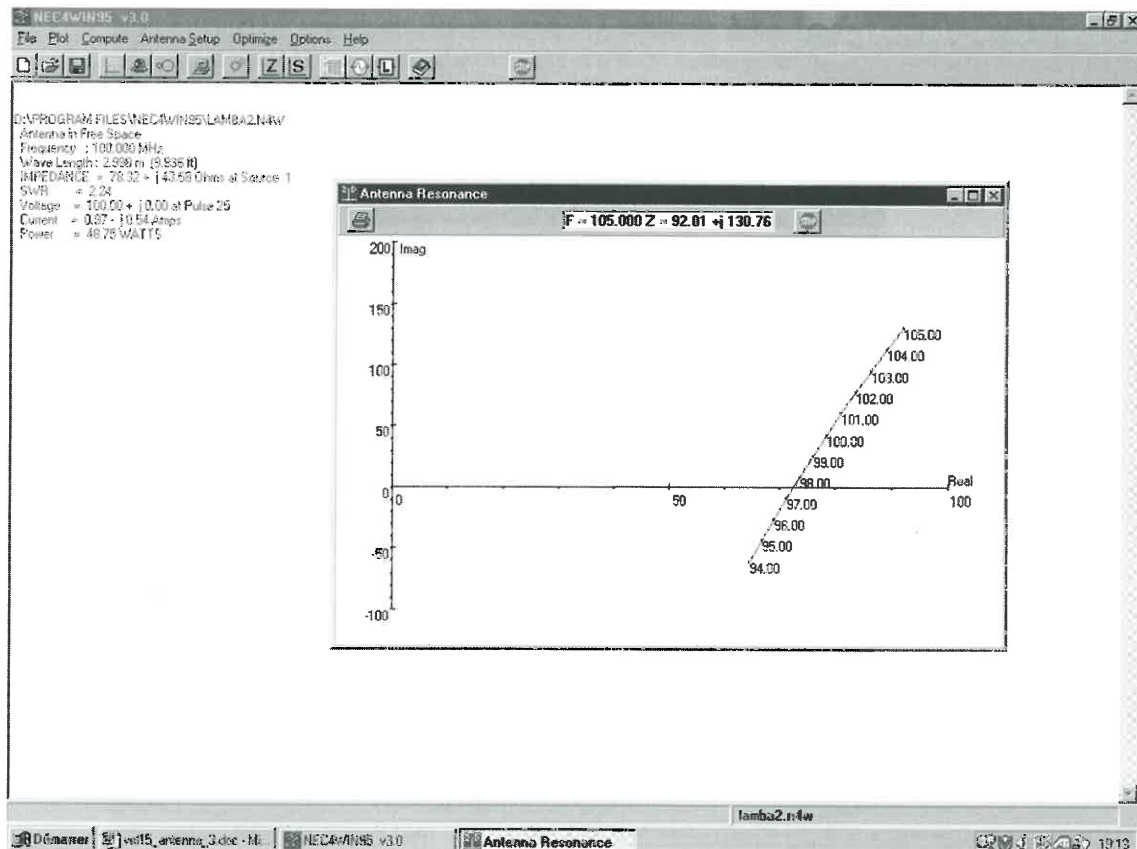 NEC4WIN95 v3.0
File Plot Compute Antenna Setup Optimize Options Help
Z S L
D:\PROGRAM FILES\NEC4WIN95\LAMBA2.N4W
Antenna in Free Space
Frequency : 100.000 MHz
Wave Length : 2.998 m (9.836 ft)
IMPEDANCE = 78.32 + j 43.58 Ohms at Source 1
SWR = 2.24
Voltage = 100.00 + j 0.00 at Pulse 25
Current = 0.97 - j 0.54 Amps
Power = 48.75 WATTS
Antenna Resonance
F = 105.000 Z = 92.01 +j 130.76
200 Imag
150
105.00
104.00
100
103.00
102.00
101.00
50
100.00
99.00
98.00 Real
0 0 50 100
97.00
96.00
-50 95.00
94.00
-100
lamba2.n4w
Démarrer
NEC4WIN95 v3.0
Antenna Resonance
19:13